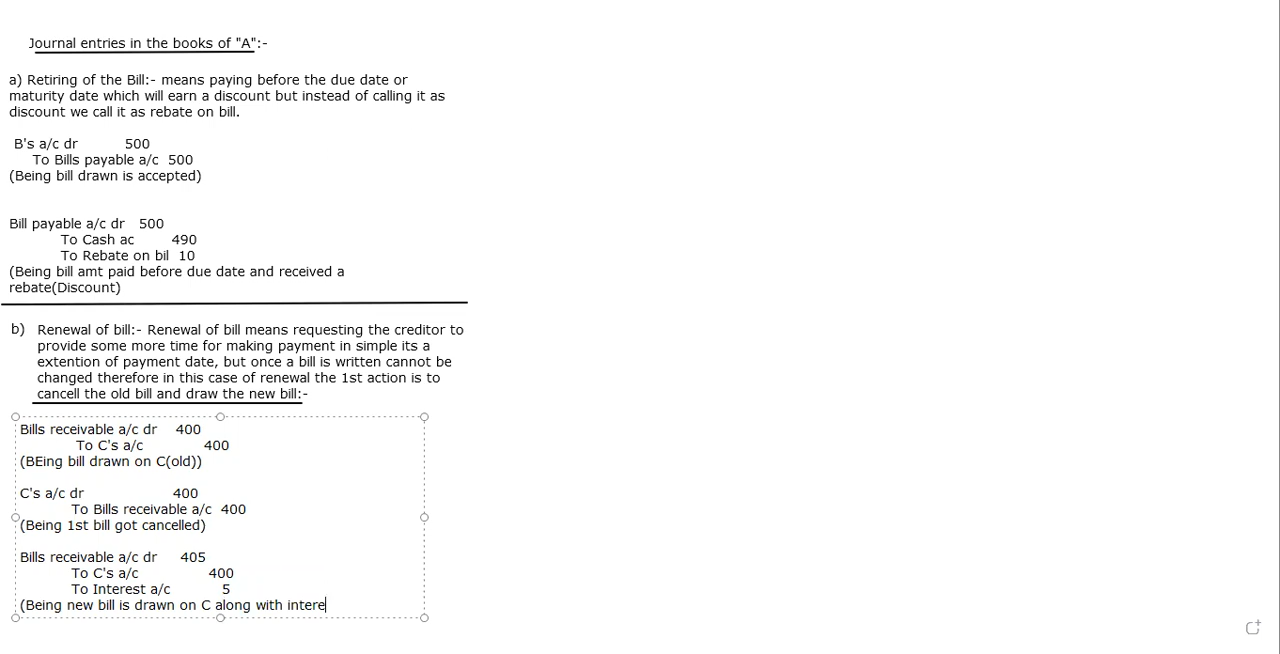 Journal entries in the books of "A":-
a) Retiring of the Bill:- means paying before the due date or
maturity date which will earn a discount but instead of calling it as
discount we call it as rebate on bill.
B's a/c dr 500
To Bills payable a/c 500
(Being bill drawn is accepted)
Bill payable a/c dr 500
To Cash ac 490
To Rebate on bil 10
(Being bill amt paid before due date and received a
rebate(Discount)
b) Renewal of bill:- Renewal of bill means requesting the creditor to
provide some more time for making payment in simple its a
extention of payment date, but once a bill is written cannot be
changed therefore in this case of renewal the 1st action is to
cancell the old bill and draw the new bill:-
Bills receivable a/c dr 400
To C's a/c 400
(BEing bill drawn on C(old))
C's a/c dr 400
To Bills receivable a/c 400
(Being 1st bill got cancelled)
Bills receivable a/c dr 405
To C's a/c 400
To Interest a/c 5
(Being new bill is drawn on C along with intere